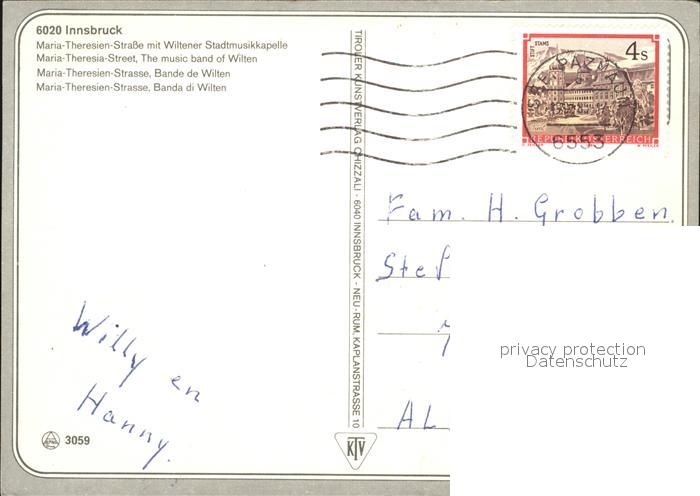 6020 Innsbruck
Maria-Theresien-Straße mit Wiltener Stadtmusikkapelle
Maria-Theresia-Street, The music band of Wilten
Maria-Theresien-Strasse, Bande de Wilten
Maria-Theresien-Strasse, Banda di Wilten
TIROLER KUNSTVERLAG CHIZZALI · 6040 INNSBRUCK - NEU-RUM, KAPLANSTRASSE 10
STIFT STAMS
4s
REPUBLIK ÖSTERREICH
6553
Fam. H. Grobben.
Stef
AL
privacy protection
Datenschutz
Willy en
Hanny.
3059
KTV